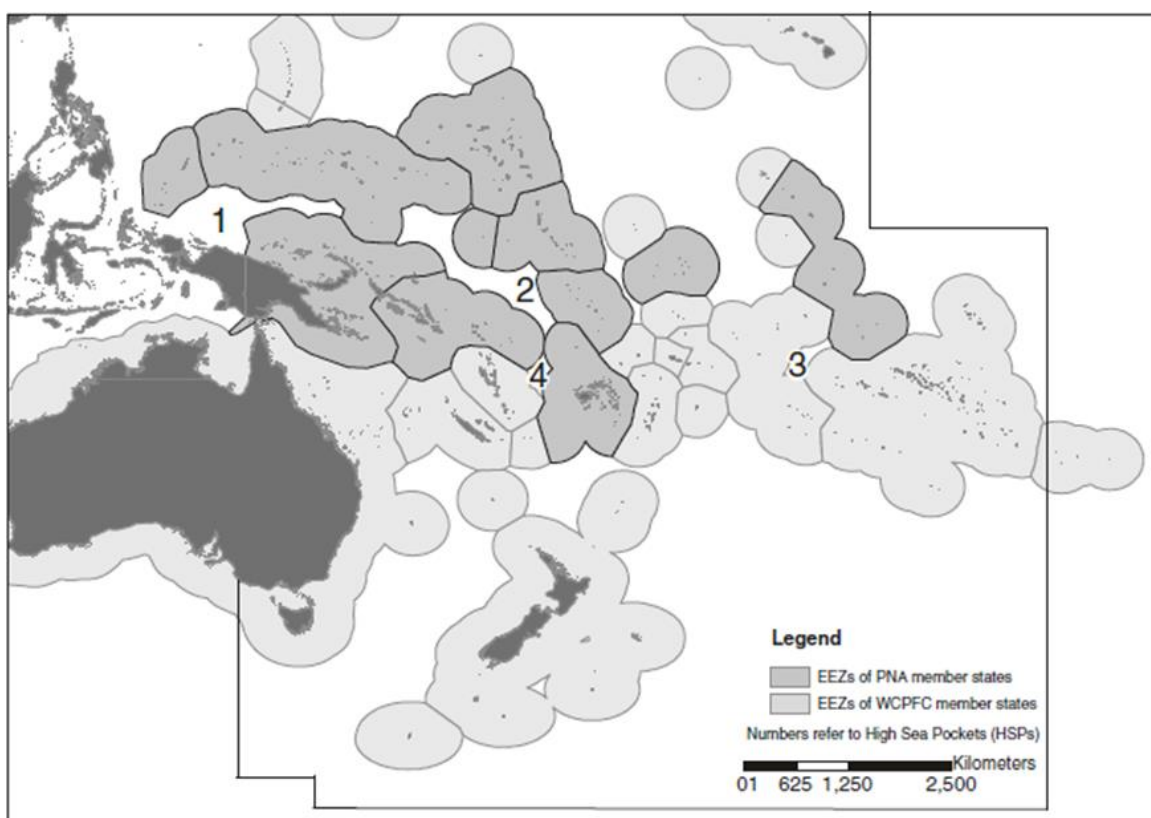 1
2
3
4
Legend
EEZs of PNA member states
EEZs of WCPFC member states
Numbers refer to High Sea Pockets (HSPs)
Kilometers
01 625 1,250 2,500